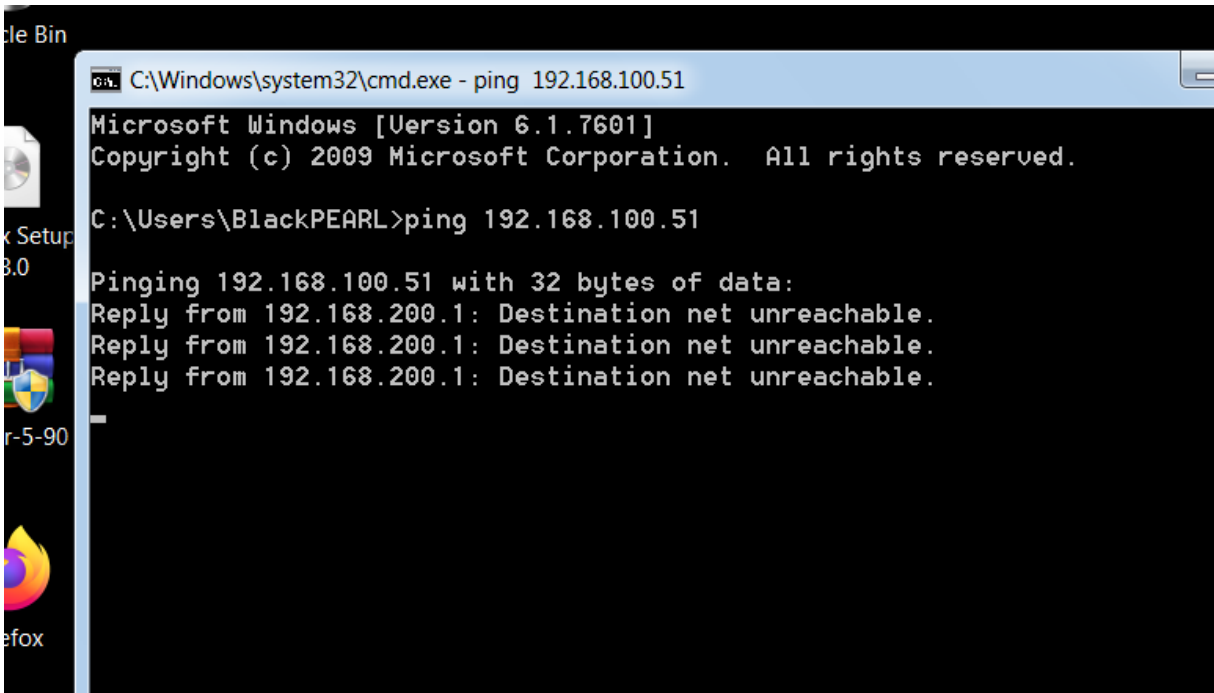 cle Bin
C:\Windows\system32\cmd.exe - ping 192.168.100.51
Microsoft Windows [Version 6.1.7601]
Copyright (c) 2009 Microsoft Corporation. All rights reserved.
C:\Users\BlackPEARL>ping 192.168.100.51
x Setup
3.0
Pinging 192.168.100.51 with 32 bytes of data:
Reply from 192.168.200.1: Destination net unreachable.
Reply from 192.168.200.1: Destination net unreachable.
Reply from 192.168.200.1: Destination net unreachable.
r-5-90
efox